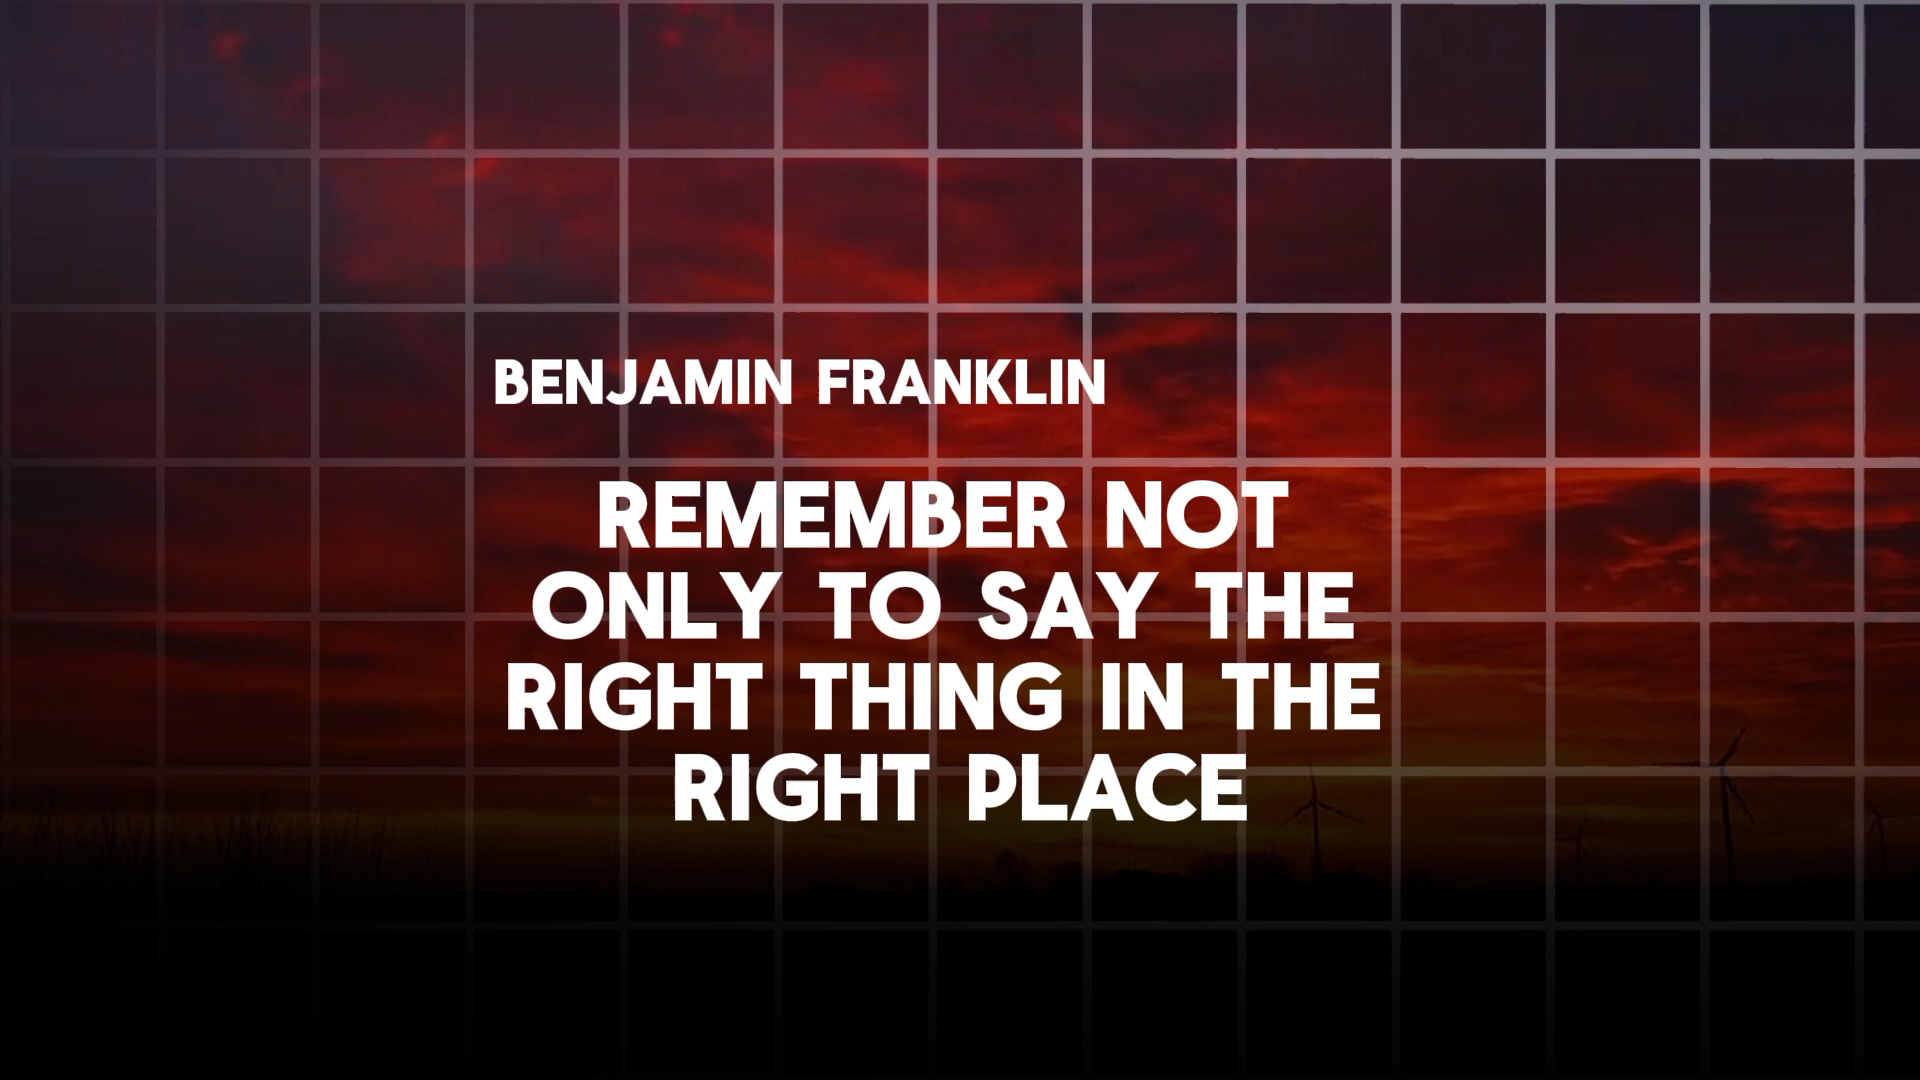 BENJAMIN FRANKLIN
REMEMBER NOT
ONLY TO SAY THE
RIGHT THING IN THE
RIGHT PLACE